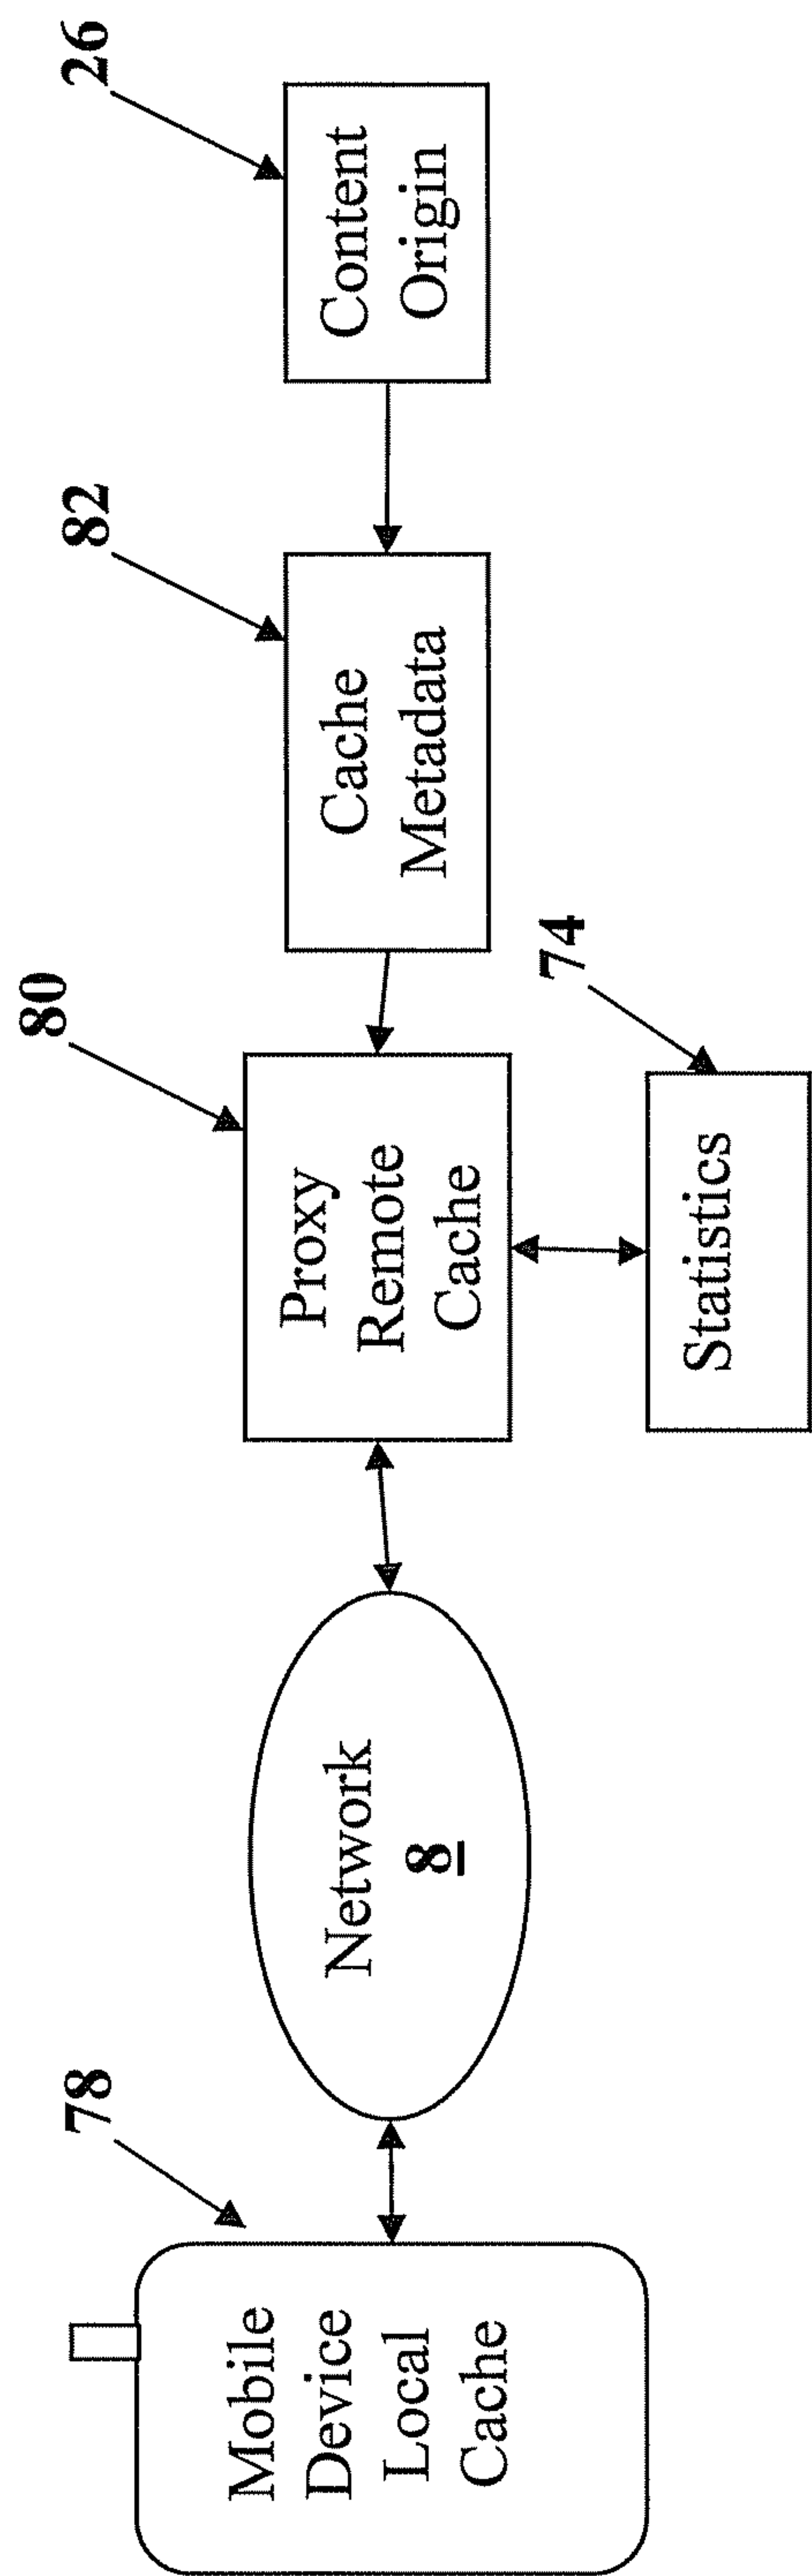 26
Content
Origin
82
Cache
Metadata
80
Proxy
Remote
Cache
74
Statistics
Network
8
78
Mobile
Device
Local
Cache